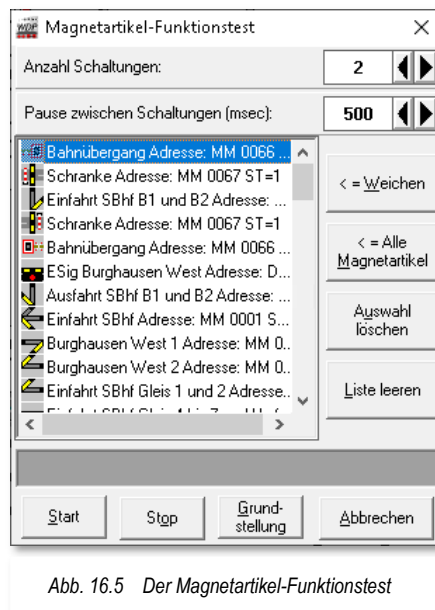 WDP Magnetartikel-Funktionstest
Anzahl Schaltungen: 2
Pause zwischen Schaltungen (msec): 500
Bahnübergang Adresse: MM 0066 ...
Schranke Adresse: MM 0067 ST=1
Einfahrt SBhf B1 und B2 Adresse: ...
Schranke Adresse: MM 0067 ST=1
Bahnübergang Adresse: MM 0066 ...
ESig Burghausen West Adresse: D...
Ausfahrt SBhf B1 und B2 Adresse: ...
Einfahrt SBhf Adresse: MM 0001 S...
Burghausen West 1 Adresse: MM 0...
Burghausen West 2 Adresse: MM 0...
Einfahrt SBhf Gleis 1 und 2 Adresse...
< = Weichen
< = Alle
Magnetartikel
Auswahl
löschen
Liste leeren
Start
Stop
Grund-
stellung
Abbrechen
Abb. 16.5 Der Magnetartikel-Funktionstest